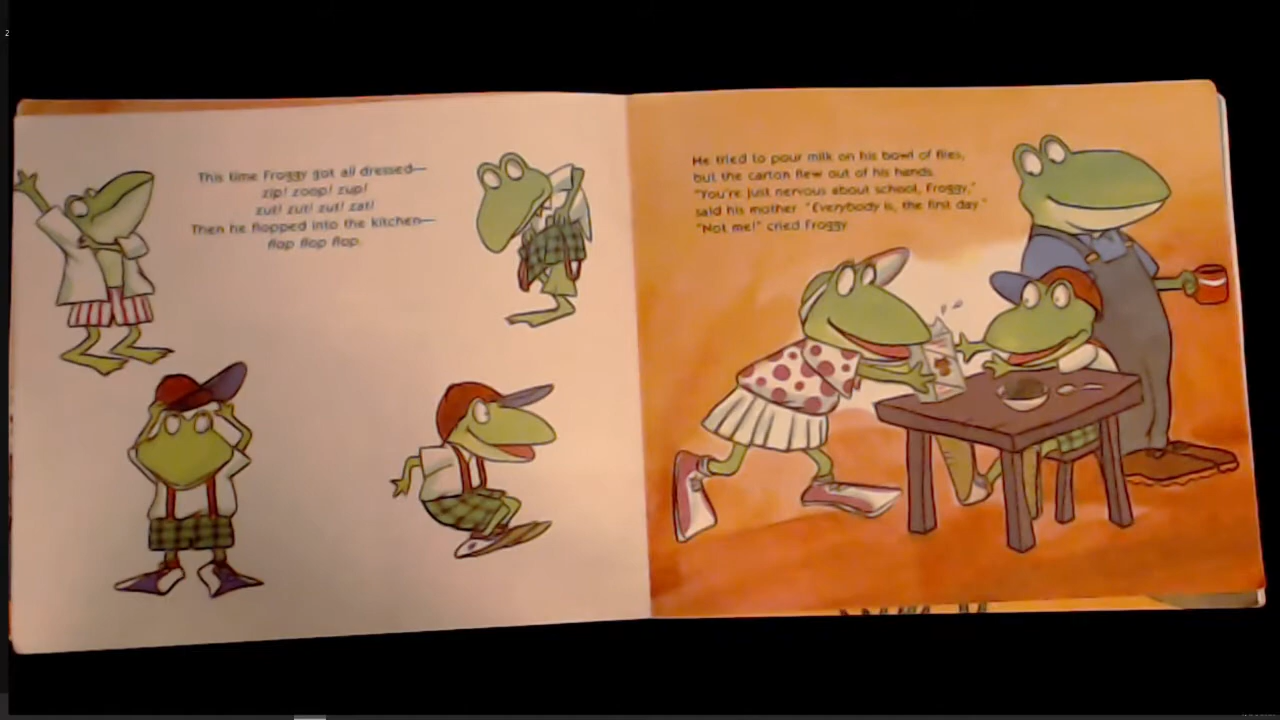 2
This time Froggy got all dressed—
zip! zoop! zup!
zut! zut! zut! zat!
Then he flopped into the kitchen—
flop flop flop.
He tried to pour milk on his bowl of flies,
but the carton flew out of his hands.
"You're just nervous about school, Froggy,"
said his mother. "Everybody is, the first day."
"Not me!" cried Froggy.